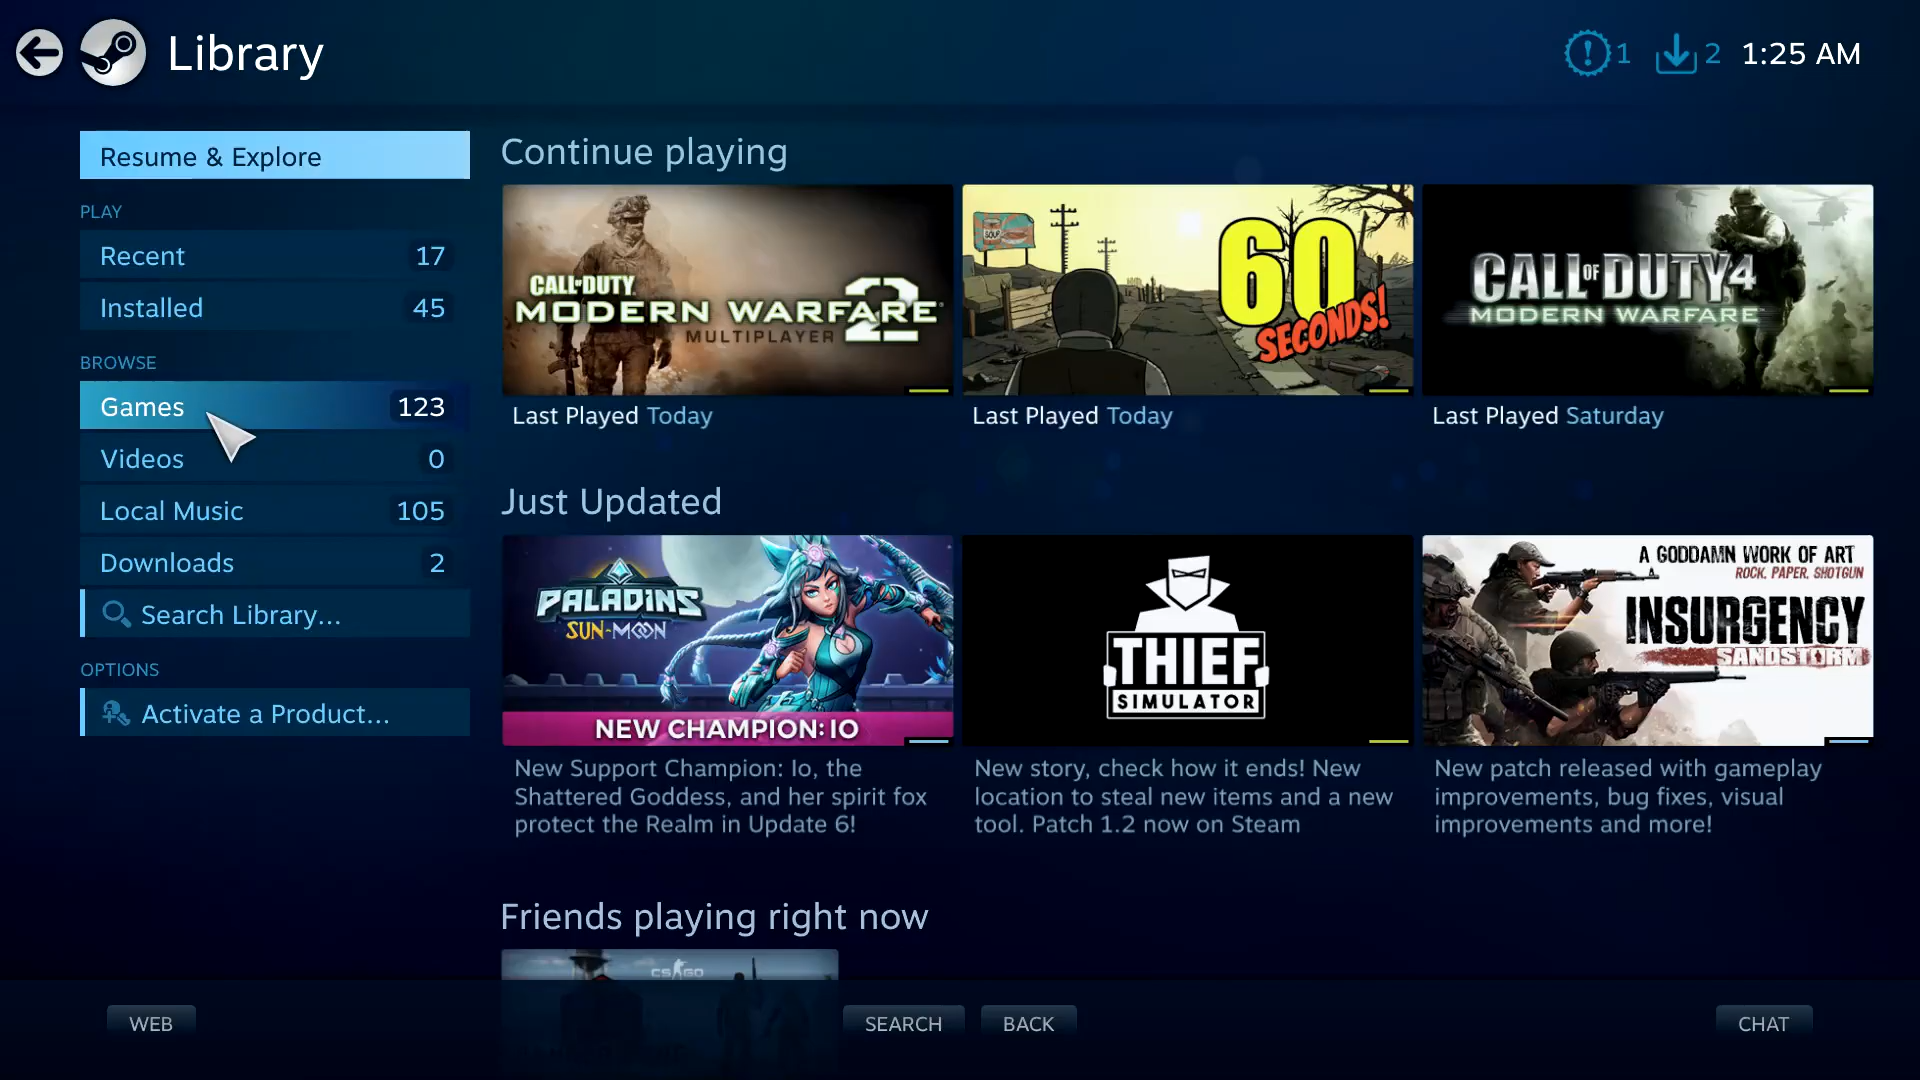 Library
1
2
1:25 AM
Resume & Explore
PLAY
Recent 17
Installed 45
BROWSE
Games 123
Videos 0
Local Music 105
Downloads 2
Search Library...
OPTIONS
Activate a Product...
Continue playing
CALL OF DUTY
MODERN WARFARE 2
MULTIPLAYER
Last Played Today
SOUP
60
SECONDS!
Last Played Today
CALL OF DUTY 4
MODERN WARFARE
Last Played Saturday
Just Updated
PALADINS
SUN-MOON
NEW CHAMPION: IO
New Support Champion: Io, the
Shattered Goddess, and her spirit fox
protect the Realm in Update 6!
THIEF
SIMULATOR
New story, check how it ends! New
location to steal new items and a new
tool. Patch 1.2 now on Steam
A GODDAMN WORK OF ART
ROCK, PAPER, SHOTGUN
INSURGENCY
SANDSTORM
New patch released with gameplay
improvements, bug fixes, visual
improvements and more!
Friends playing right now
CS GO
WEB
SEARCH
BACK
CHAT